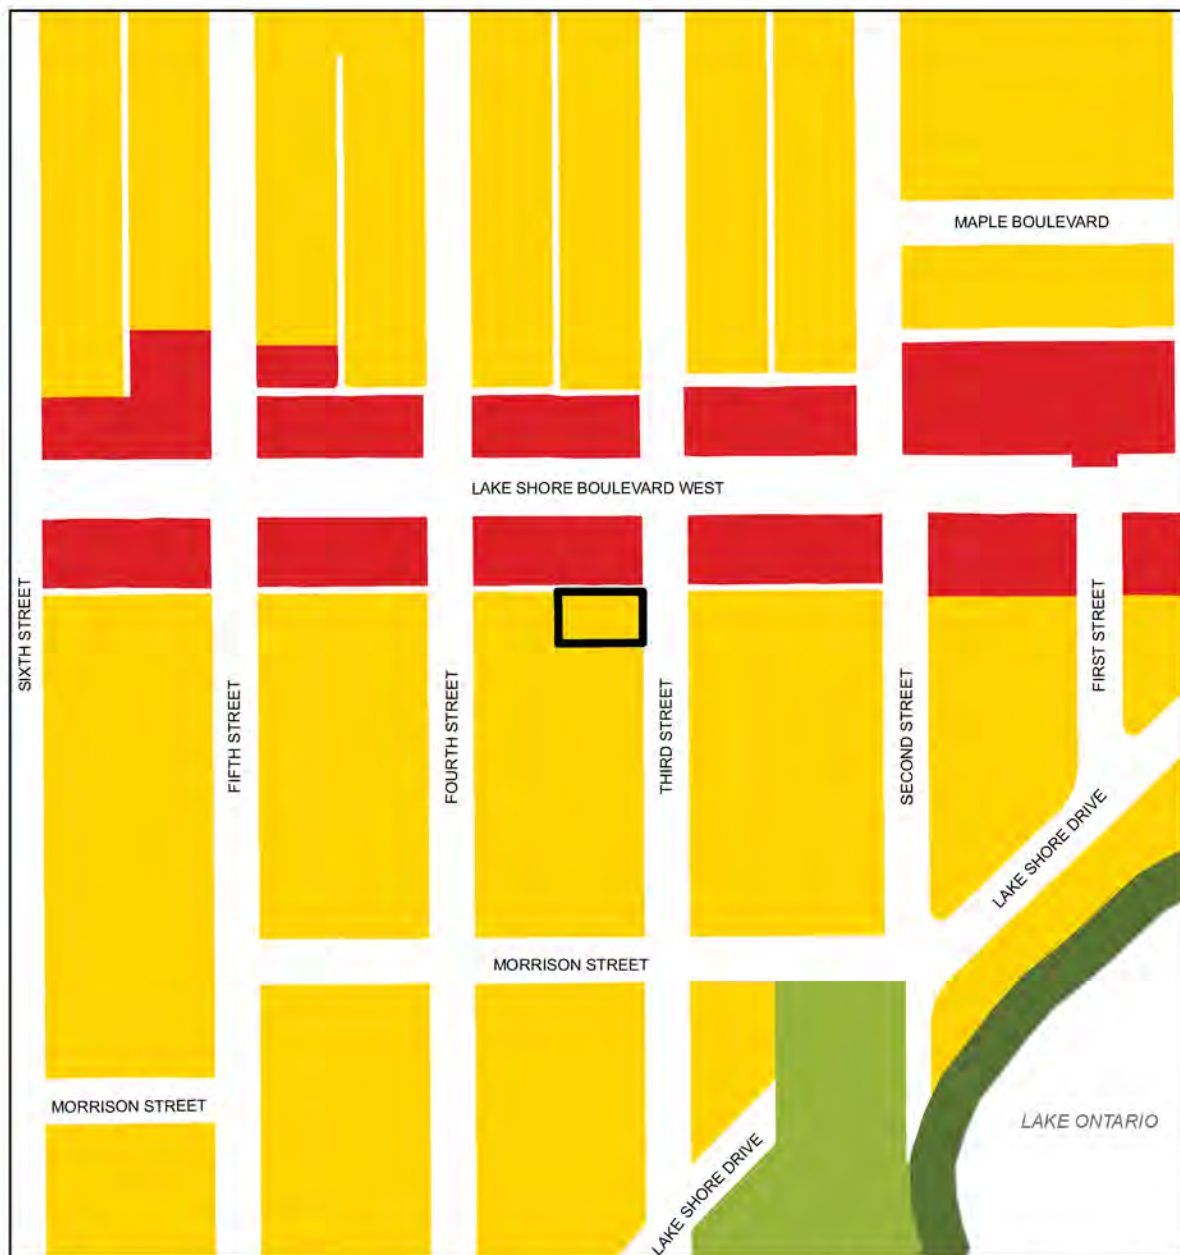 MAPLE BOULEVARD
LAKE SHORE BOULEVARD WEST
SIXTH STREET
FIFTH STREET
FOURTH STREET
THIRD STREET
SECOND STREET
FIRST STREET
LAKE SHORE DRIVE
MORRISON STREET
MORRISON STREET
LAKE ONTARIO
LAKE SHORE DRIVE